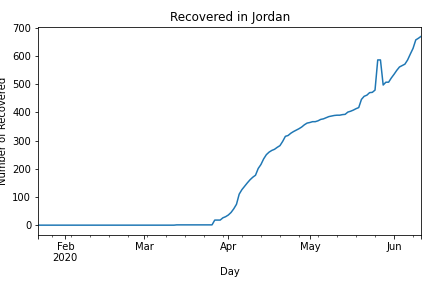 Recovered in Jordan
Number of Recovered
700
600
500
400
300
200
100
0
Feb
2020
Mar
Apr
May
Jun
Day